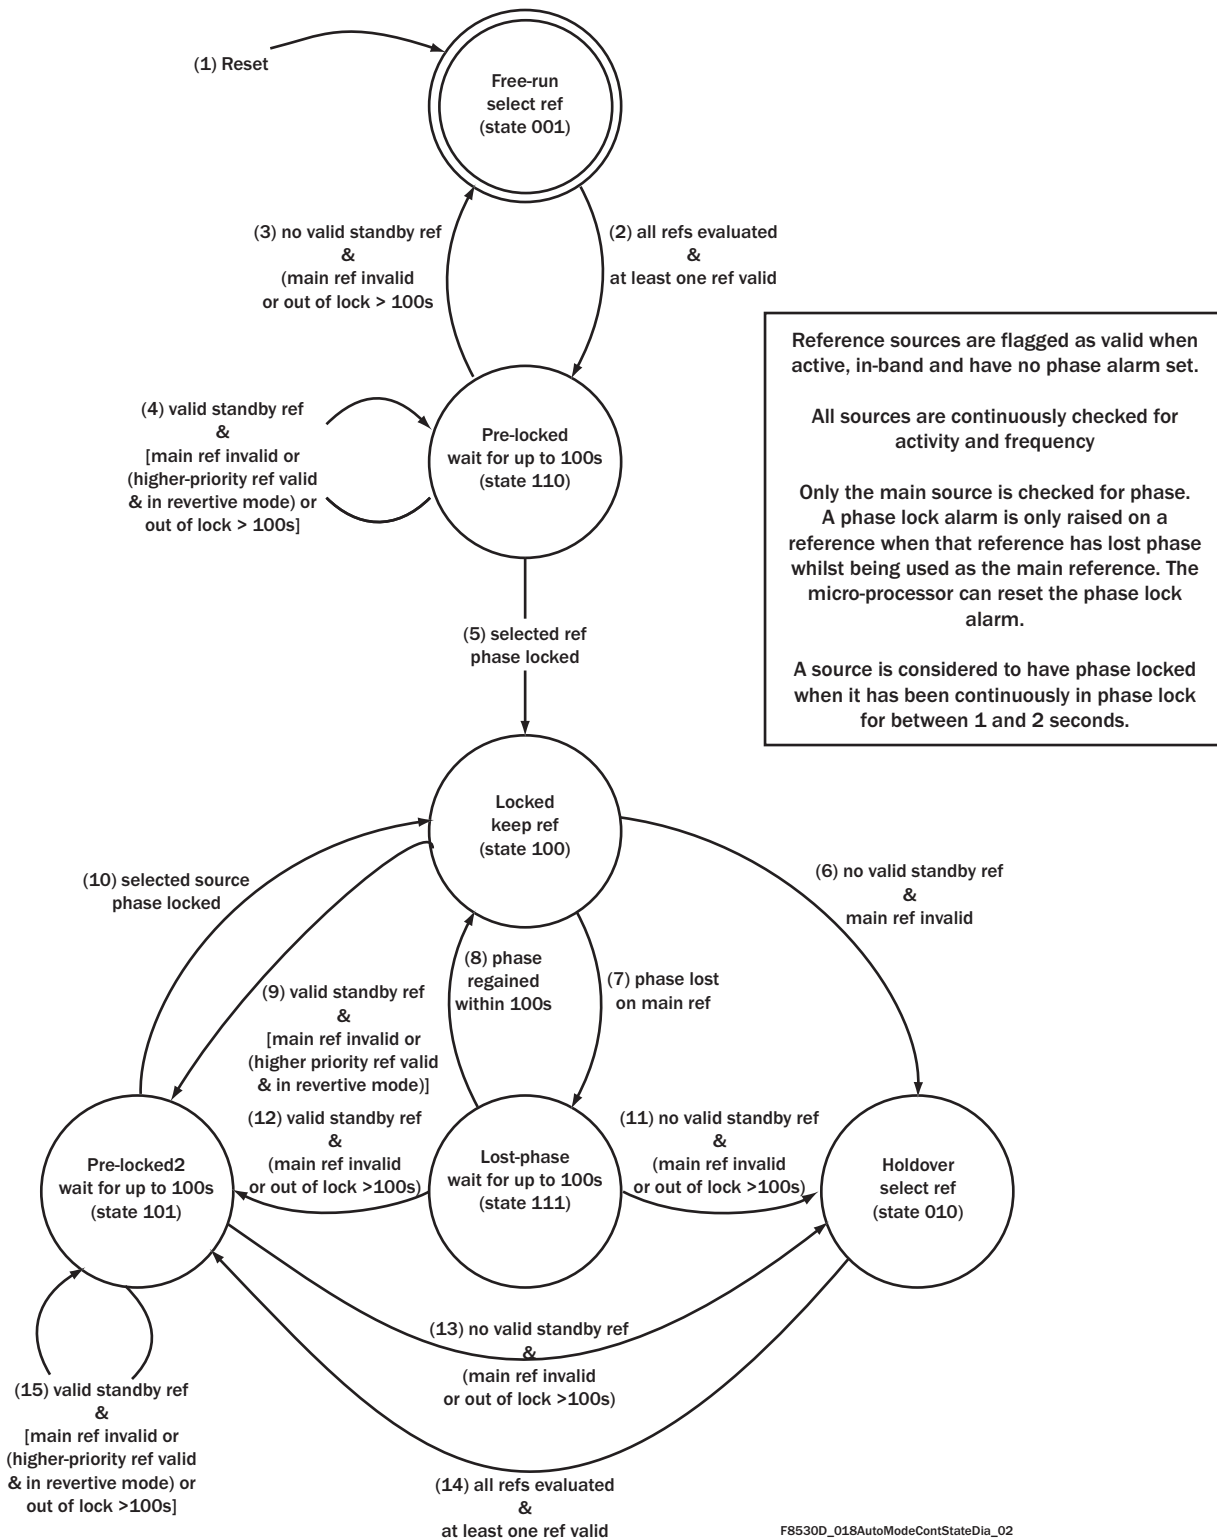 (1) Reset
Free-run
select ref
(state 001)
(3) no valid standby ref
&
(main ref invalid
or out of lock > 100s
(2) all refs evaluated
&
at least one ref valid
Reference sources are flagged as valid when
active, in-band and have no phase alarm set.
All sources are continuously checked for
activity and frequency
Only the main source is checked for phase.
A phase lock alarm is only raised on a
reference when that reference has lost phase
whilst being used as the main reference. The
micro-processor can reset the phase lock
alarm.
A source is considered to have phase locked
when it has been continuously in phase lock
for between 1 and 2 seconds.
(4) valid standby ref
&
[main ref invalid or
(higher-priority ref valid
& in revertive mode) or
out of lock > 100s]
Pre-locked
wait for up to 100s
(state 110)
(5) selected ref
phase locked
Locked
keep ref
(state 100)
(10) selected source
phase locked
(6) no valid standby ref
&
main ref invalid
(8) phase
regained
within 100s
(7) phase lost
on main ref
(9) valid standby ref
&
[main ref invalid or
(higher priority ref valid
& in revertive mode)]
(12) valid standby ref
&
(main ref invalid
or out of lock >100s)
(11) no valid standby ref
&
(main ref invalid
or out of lock >100s)
Pre-locked2
wait for up to 100s
(state 101)
Lost-phase
wait for up to 100s
(state 111)
Holdover
select ref
(state 010)
(13) no valid standby ref
&
(main ref invalid
or out of lock >100s)
(15) valid standby ref
&
[main ref invalid or
(higher-priority ref valid
& in revertive mode) or
out of lock >100s]
(14) all refs evaluated
&
at least one ref valid
F8530D_018AutoModeContStateDia_02